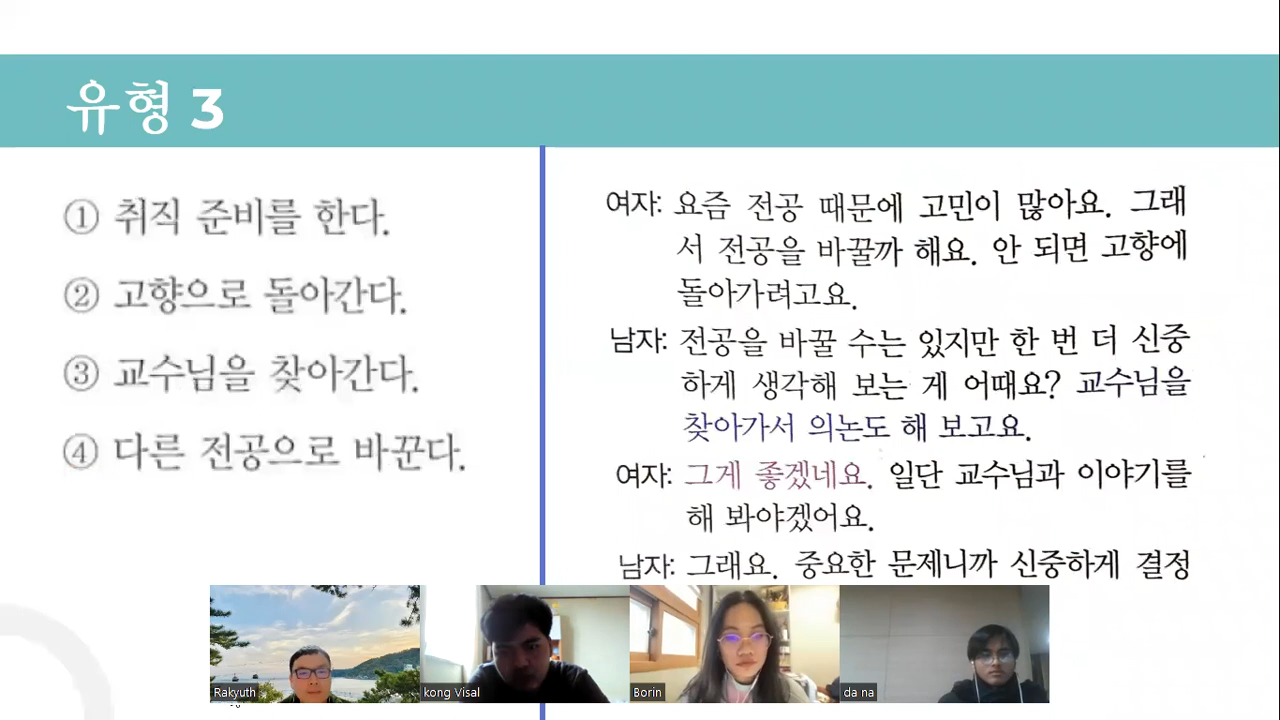 유형 3
① 취직 준비를 한다.
② 고향으로 돌아간다.
③ 교수님을 찾아간다.
④ 다른 전공으로 바꾼다.
여자: 요즘 전공 때문에 고민이 많아요. 그래
서 전공을 바꿀까 해요. 안 되면 고향에
돌아가려고요.
남자: 전공을 바꿀 수는 있지만 한 번 더 신중
하게 생각해 보는 게 어때요? 교수님을
찾아가서 의논도 해 보고요.
여자: 그게 좋겠네요. 일단 교수님과 이야기를
해 봐야겠어요.
남자: 그래요. 중요한 문제니까 신중하게 결정
Rakyuth
kong Visal
Borin
da na